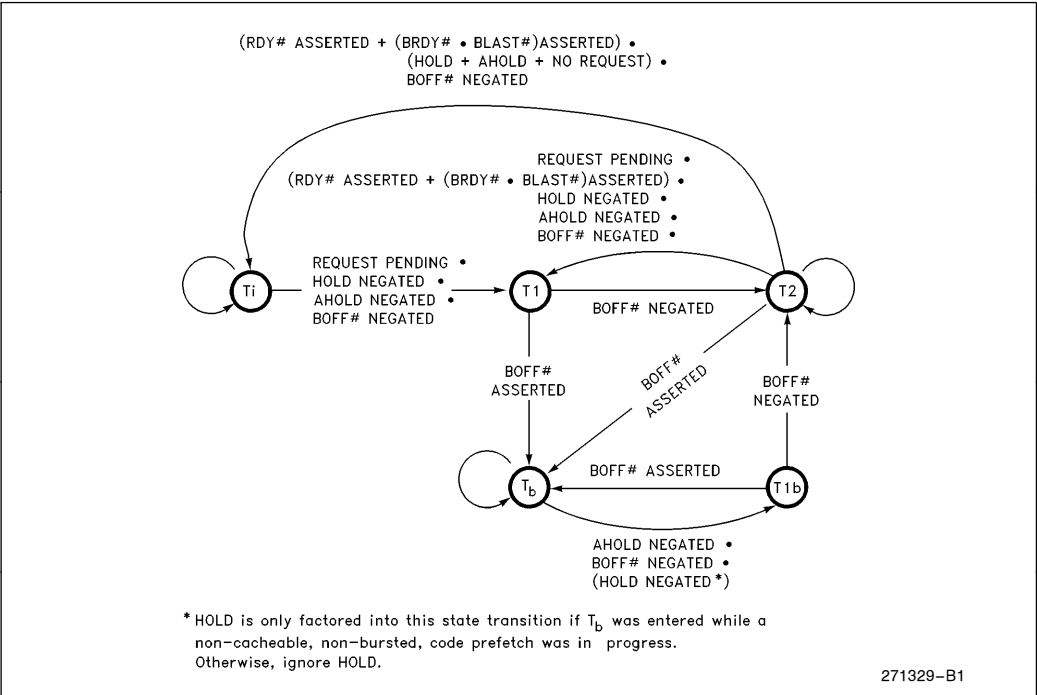 (RDY# ASSERTED + (BRDY# • BLAST#)ASSERTED) •
(HOLD + AHOLD + NO REQUEST) •
BOFF# NEGATED
REQUEST PENDING •
(RDY# ASSERTED + (BRDY# • BLAST#)ASSERTED) •
HOLD NEGATED •
AHOLD NEGATED •
BOFF# NEGATED •
REQUEST PENDING •
HOLD NEGATED •
AHOLD NEGATED •
BOFF# NEGATED
Ti
T1
T2
BOFF# NEGATED
BOFF#
ASSERTED
BOFF#
ASSERTED
BOFF#
NEGATED
BOFF# ASSERTED
Tb
T1b
AHOLD NEGATED •
BOFF# NEGATED •
(HOLD NEGATED*)
* HOLD is only factored into this state transition if Tb was entered while a
non-cacheable, non-bursted, code prefetch was in progress.
Otherwise, ignore HOLD.
271329-B1